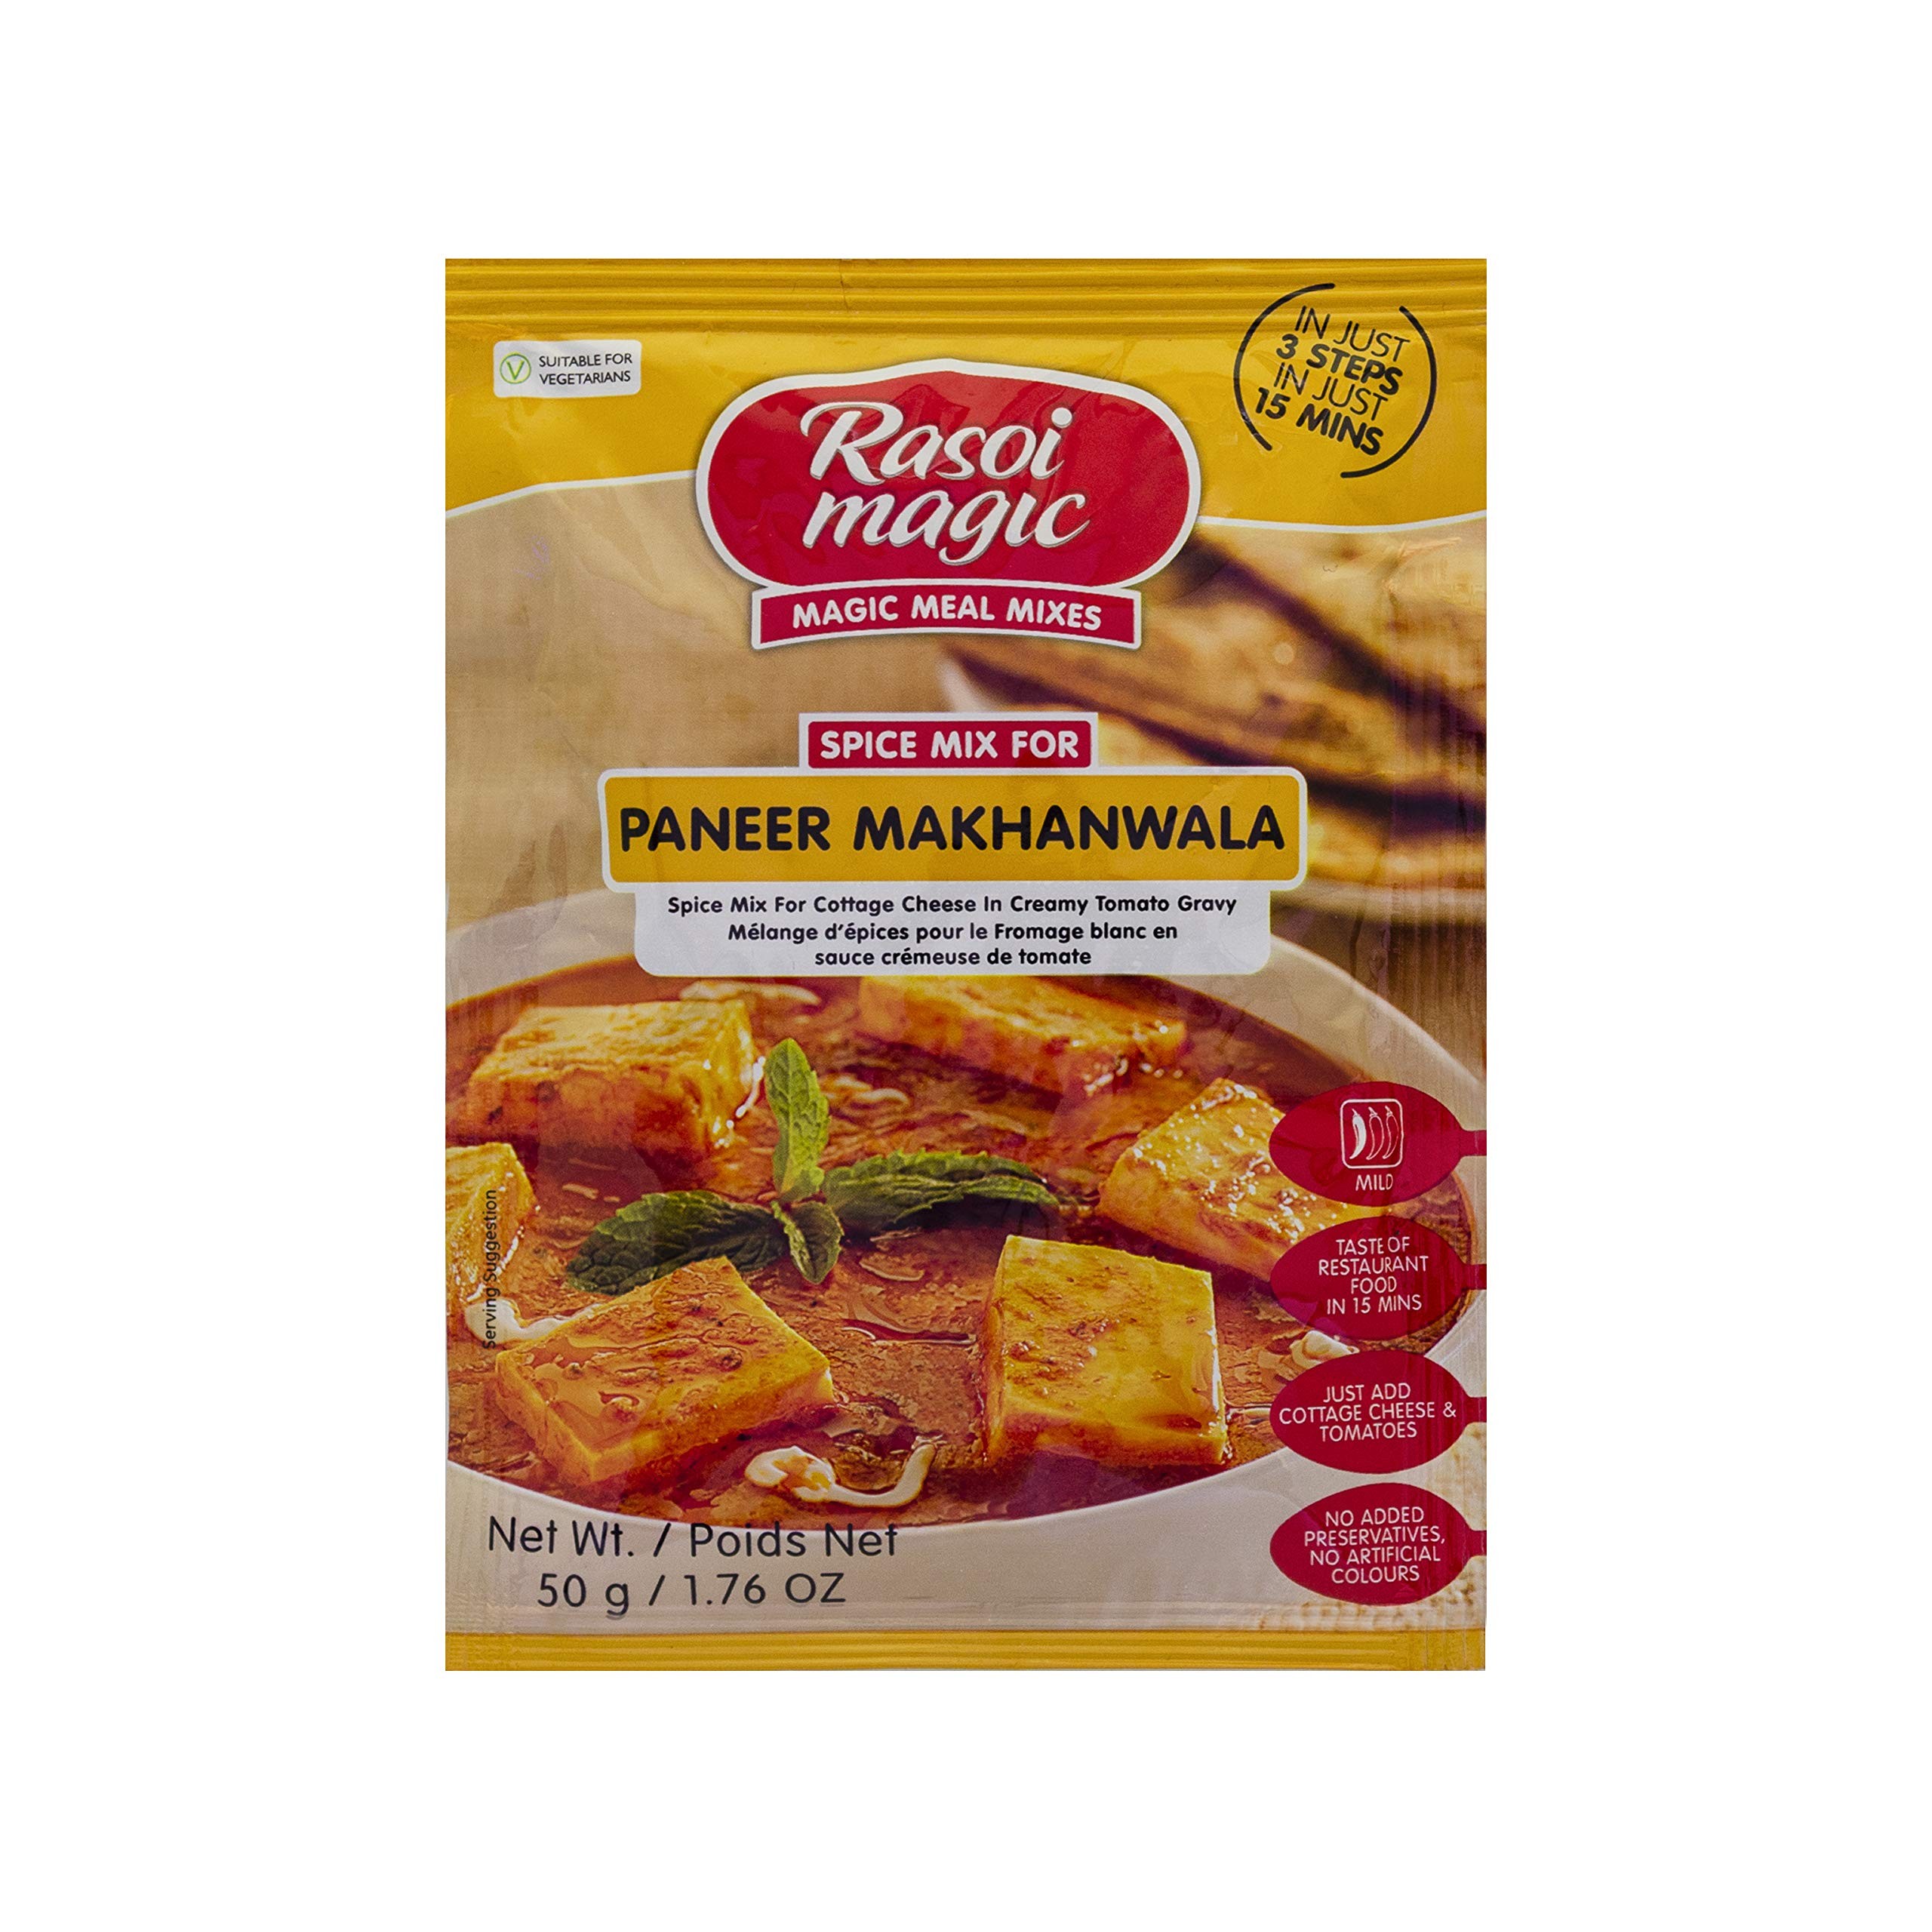 SUITABLE FOR
VEGETARIANS
IN JUST
3 STEPS
IN JUST
15 MINS
Rasoi
magic
MAGIC MEAL MIXES
SPICE MIX FOR
PANEER MAKHANWALA
Spice Mix For Cottage Cheese In Creamy Tomato Gravy
Mélange d'épices pour le Fromage blanc en
sauce crémeuse de tomate
MILD
TASTE OF
RESTAURANT
FOOD
IN 15 MINS
JUST ADD
COTTAGE CHEESE &
TOMATOES
NO ADDED
PRESERVATIVES,
NO ARTIFICIAL
COLOURS
Serving Suggestion
Net Wt. / Poids Net
50 g / 1.76 OZ